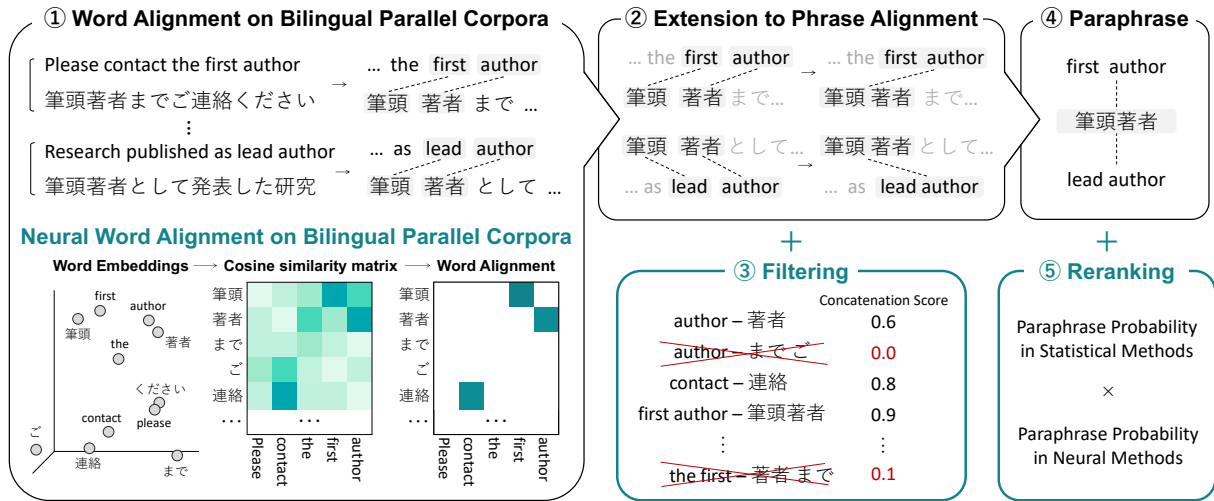 ① Word Alignment on Bilingual Parallel Corpora
Please contact the first author
筆頭著者までご連絡ください
⋮
Research published as lead author
筆頭著者として発表した研究
→
... the first author
筆頭 著者 まで ...
→
... as lead author
筆頭 著者 として ...
Neural Word Alignment on Bilingual Parallel Corpora
Word Embeddings → Cosine similarity matrix → Word Alignment
first
筆頭
author
著者
the
ください
please
contact
ご
連絡
まで
筆頭
著者
まで
ご
連絡
...
...
Please
contact
the
first
author
筆頭
著者
まで
ご
連絡
...
...
Please
contact
the
first
author
② Extension to Phrase Alignment
... the first author → ... the first author
筆頭 著者 まで... 筆頭 著者 まで...
筆頭 著者 として... → 筆頭 著者 として...
... as lead author ... as lead author
+
③ Filtering
Concatenation Score
author – 著者 0.6
author – まで ご 0.0
contact – 連絡 0.8
first author – 筆頭著者 0.9
⋮ ⋮
the first – 著者 まで 0.1
④ Paraphrase
first author
筆頭著者
lead author
+
⑤ Reranking
Paraphrase Probability
in Statistical Methods
×
Paraphrase Probability
in Neural Methods